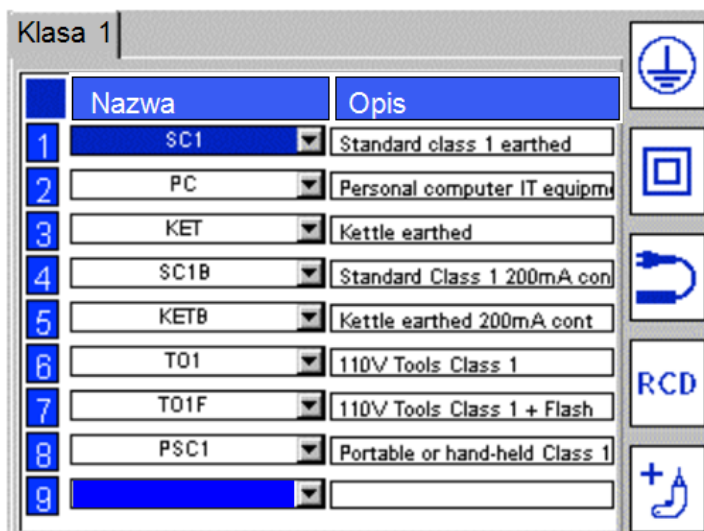 Klasa 1
Nazwa Opis
1 SC1 Standard class 1 earthed
2 PC Personal computer IT equipm
3 KET Kettle earthed
4 SC1B Standard Class 1 200mA con
5 KETB Kettle earthed 200mA cont
6 TO1 110V Tools Class 1
7 TO1F 110V Tools Class 1 + Flash
8 PSC1 Portable or hand-held Class 1
9
RCD